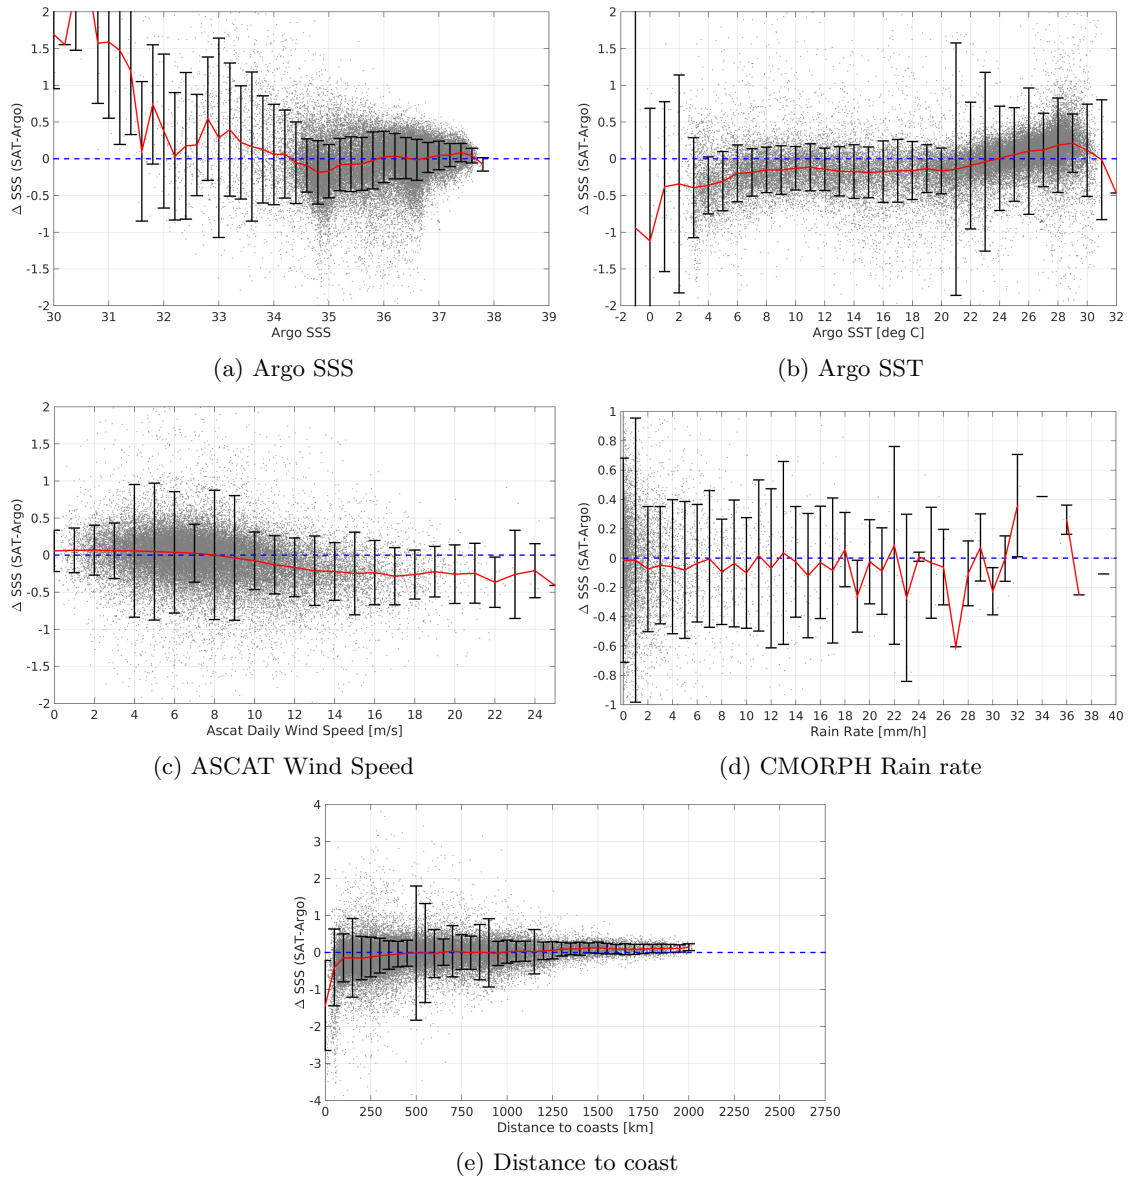 2
1.5
1
0.5
0
-0.5
-1
-1.5
-2
Δ SSS (SAT-Argo)
30 31 32 33 34 35 36 37 38 39
Argo SSS
(a) Argo SSS
2
1.5
1
0.5
0
-0.5
-1
-1.5
-2
Δ SSS (SAT-Argo)
-2 0 2 4 6 8 10 12 14 16 18 20 22 24 26 28 30 32
Argo SST [deg C]
(b) Argo SST
2
1.5
1
0.5
0
-0.5
-1
-1.5
-2
Δ SSS (SAT-Argo)
0 2 4 6 8 10 12 14 16 18 20 22 24
Ascat Daily Wind Speed [m/s]
(c) ASCAT Wind Speed
1
0.8
0.6
0.4
0.2
0
-0.2
-0.4
-0.6
-0.8
-1
Δ SSS (SAT-Argo)
0 2 4 6 8 10 12 14 16 18 20 22 24 26 28 30 32 34 36 38 40
Rain Rate [mm/h]
(d) CMORPH Rain rate
4
3
2
1
0
-1
-2
-3
-4
Δ SSS (SAT-Argo)
0 250 500 750 1000 1250 1500 1750 2000 2250 2500 2750
Distance to coasts [km]
(e) Distance to coast